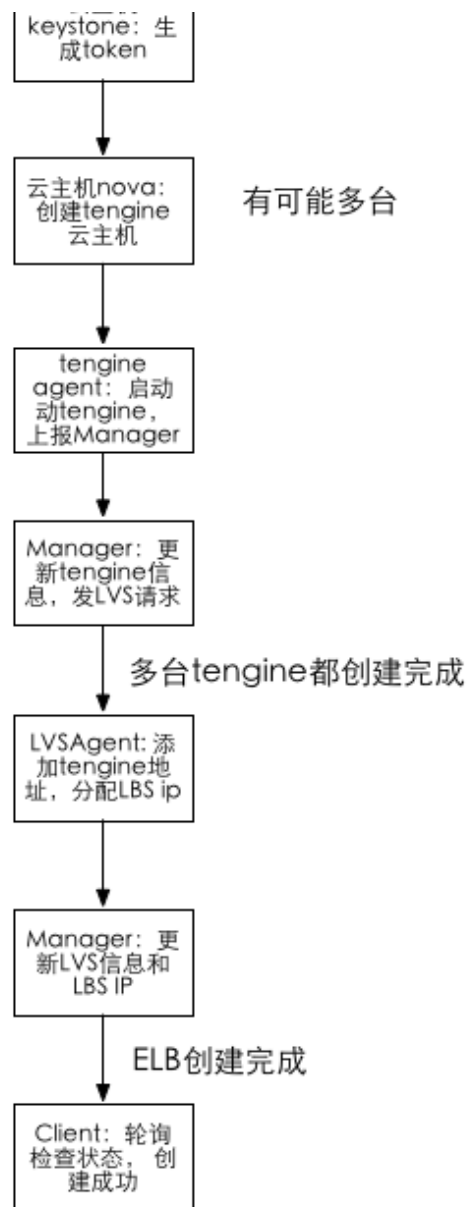 keystone：生
成token
云主机nova：
创建tengine
云主机
有可能多台
tengine
agent：启动
动tengine，
上报Manager
Manager：更
新tengine信
息，发LVS请求
多台tengine都创建完成
LVSAgent: 添
加tengine地
址，分配LBS ip
Manager：更
新LVS信息和
LBS IP
ELB创建完成
Client：轮询
检查状态， 创
建成功